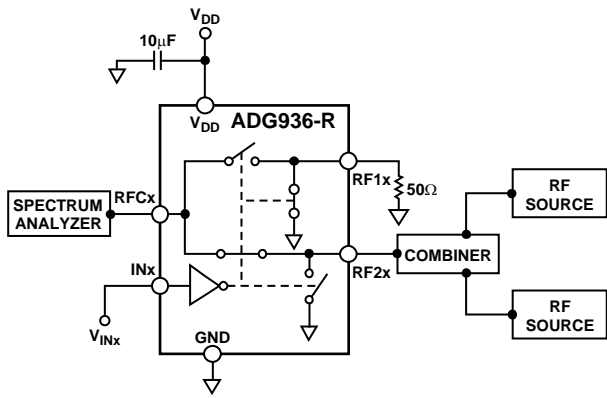 VDD
10µF
VDD
ADG936-R
RFCx
RF1x
50Ω
SPECTRUM
ANALYZER
RF
SOURCE
COMBINER
INx
RF2x
VINx
GND
RF
SOURCE